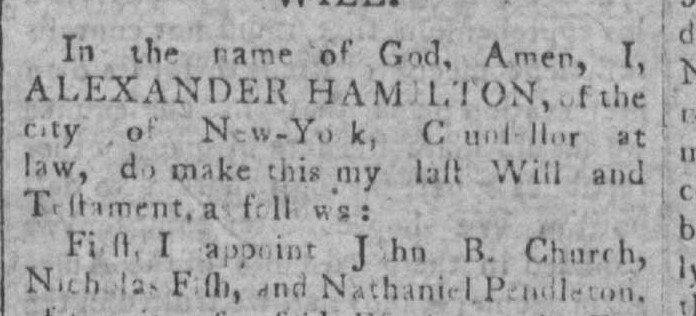 WILL.
In the name of God, Amen, I,
ALEXANDER HAMILTON, of the
city of New-York, Counſellor at
law, do make this my laſt Will and
Teſtament, as follows:
Firſt, I appoint John B. Church,
Nicholas Fiſh, and Nathaniel Pendleton,